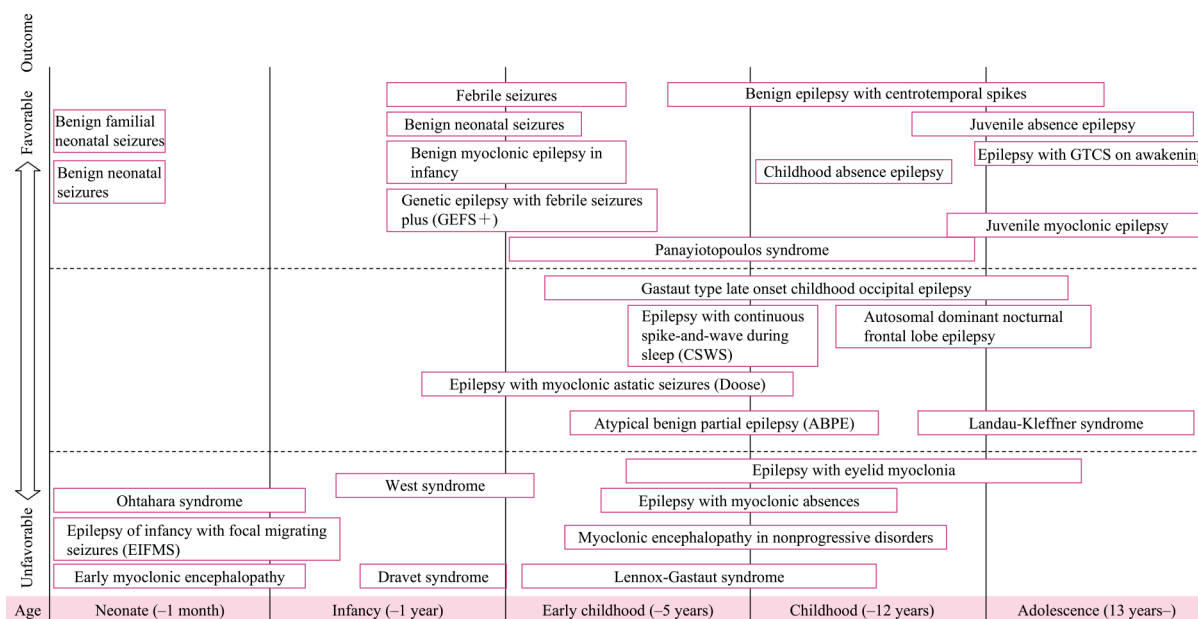 Outcome
Favorable
Unfavorable
Febrile seizures
Benign epilepsy with centrotemporal spikes
Benign familial
neonatal seizures
Benign neonatal seizures
Juvenile absence epilepsy
Benign myoclonic epilepsy in
infancy
Epilepsy with GTCS on awakening
Benign neonatal
seizures
Childhood absence epilepsy
Genetic epilepsy with febrile seizures
plus (GEFS+)
Juvenile myoclonic epilepsy
Panayiotopoulos syndrome
Gastaut type late onset childhood occipital epilepsy
Epilepsy with continuous
spike-and-wave during
sleep (CSWS)
Autosomal dominant nocturnal
frontal lobe epilepsy
Epilepsy with myoclonic astatic seizures (Doose)
Atypical benign partial epilepsy (ABPE)
Landau-Kleffner syndrome
Epilepsy with eyelid myoclonia
West syndrome
Ohtahara syndrome
Epilepsy with myoclonic absences
Epilepsy of infancy with focal migrating
seizures (EIFMS)
Myoclonic encephalopathy in nonprogressive disorders
Early myoclonic encephalopathy
Dravet syndrome
Lennox-Gastaut syndrome
Age
Neonate (–1 month)
Infancy (–1 year)
Early childhood (–5 years)
Childhood (–12 years)
Adolescence (13 years–)